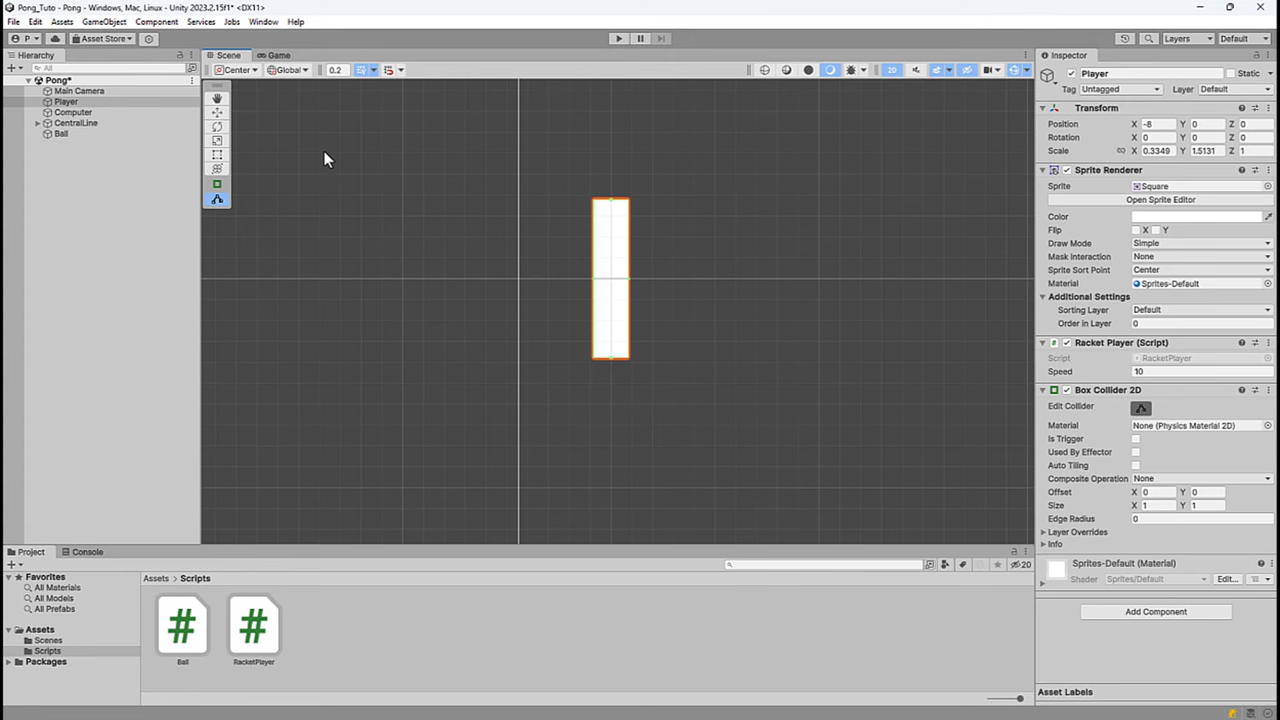 Pong_Tuto - Pong - Windows, Mac, Linux - Unity 2023.2.15f1* <DX11>
File Edit Assets GameObject Component Services Jobs Window Help
P Asset Store Layers Default
Hierarchy
All
Pong*
Main Camera
Player
Computer
CentralLine
Ball
Scene Game
Center Global 0.2 2D
Inspector
Player Static
Tag Untagged Layer Default
Transform
Position X -8 Y 0 Z 0
Rotation X 0 Y 0 Z 0
Scale X 0.3349 Y 1.5131 Z 1
Sprite Renderer
Sprite Square
Open Sprite Editor
Color
Flip X Y
Draw Mode Simple
Mask Interaction None
Sprite Sort Point Center
Material Sprites-Default
Additional Settings
Sorting Layer Default
Order in Layer 0
# Racket Player (Script)
Script RacketPlayer
Speed 10
Box Collider 2D
Edit Collider
Material None (Physics Material 2D)
Is Trigger
Used By Effector
Auto Tiling
Composite Operation None
Offset X 0 Y 0
Size X 1 Y 1
Edge Radius 0
Layer Overrides
Info
Sprites-Default (Material)
Shader Sprites/Default Edit...
Add Component
Asset Labels
Project Console
20
Favorites
All Materials
All Models
All Prefabs
Assets
Scenes
Scripts
Packages
Assets > Scripts
# #
Ball RacketPlayer